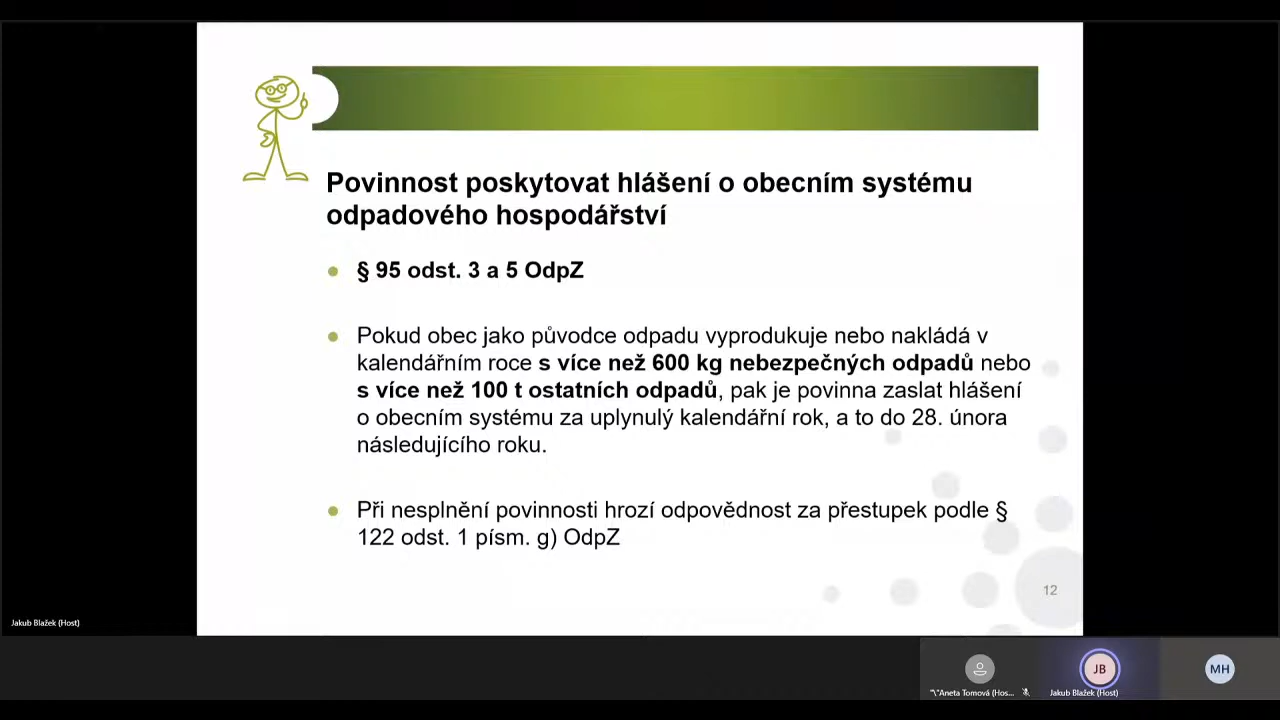 Povinnost poskytovat hlášení o obecním systému
odpadového hospodářství
§ 95 odst. 3 a 5 OdpZ
Pokud obec jako původce odpadu vyprodukuje nebo nakládá v
kalendářním roce s více než 600 kg nebezpečných odpadů nebo
s více než 100 t ostatních odpadů, pak je povinna zaslat hlášení
o obecním systému za uplynulý kalendářní rok, a to do 28. února
následujícího roku.
Při nesplnění povinnosti hrozí odpovědnost za přestupek podle §
122 odst. 1 písm. g) OdpZ
12
Jakub Blažek (Host)
JB
MH
"\"Aneta Tomová (Hos...
Jakub Blažek (Host)